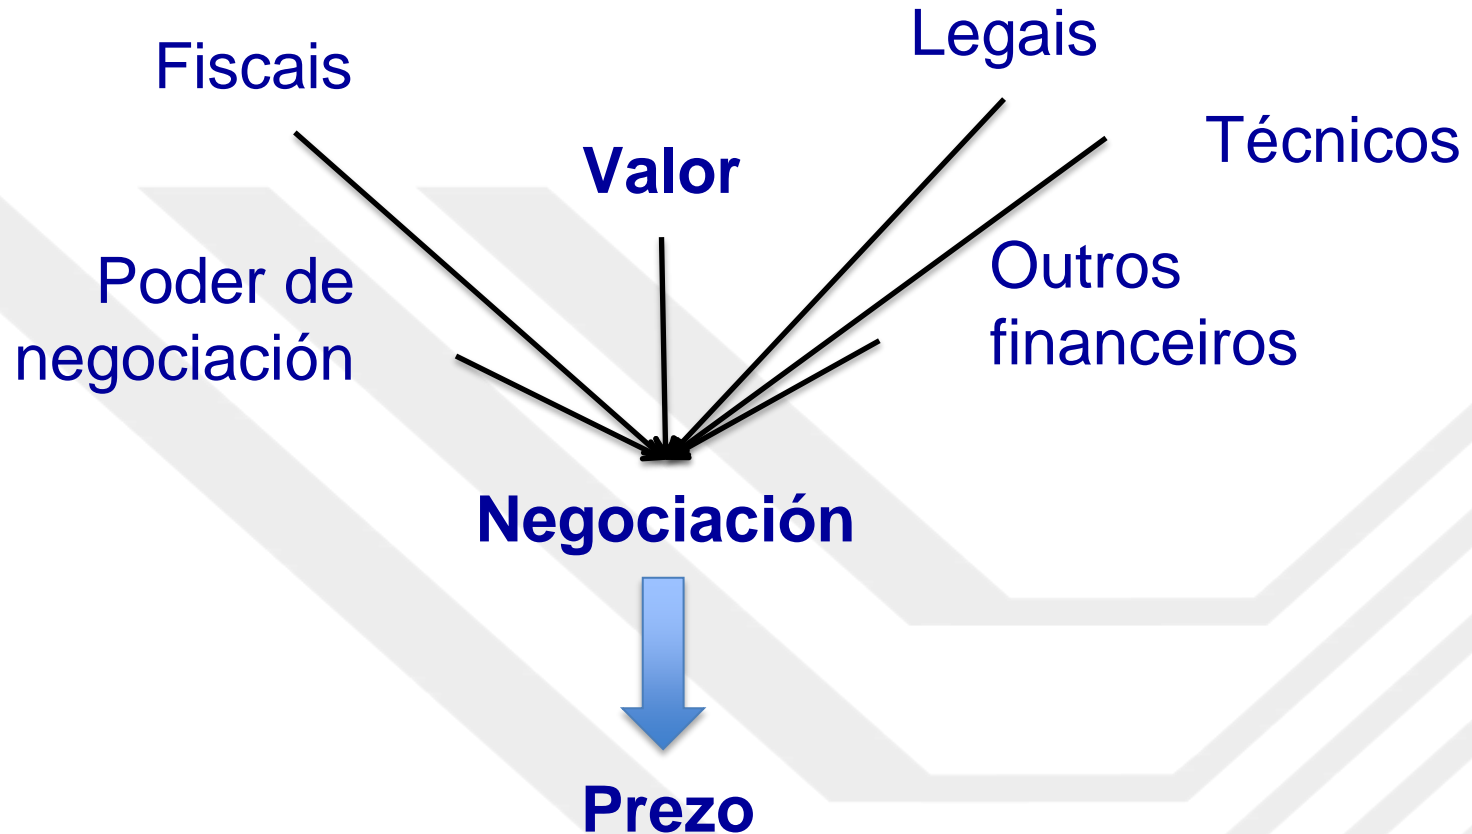 Legais
Fiscais
Técnicos
Valor
Outros
financeiros
Poder de
negociación
Negociación
Prezo